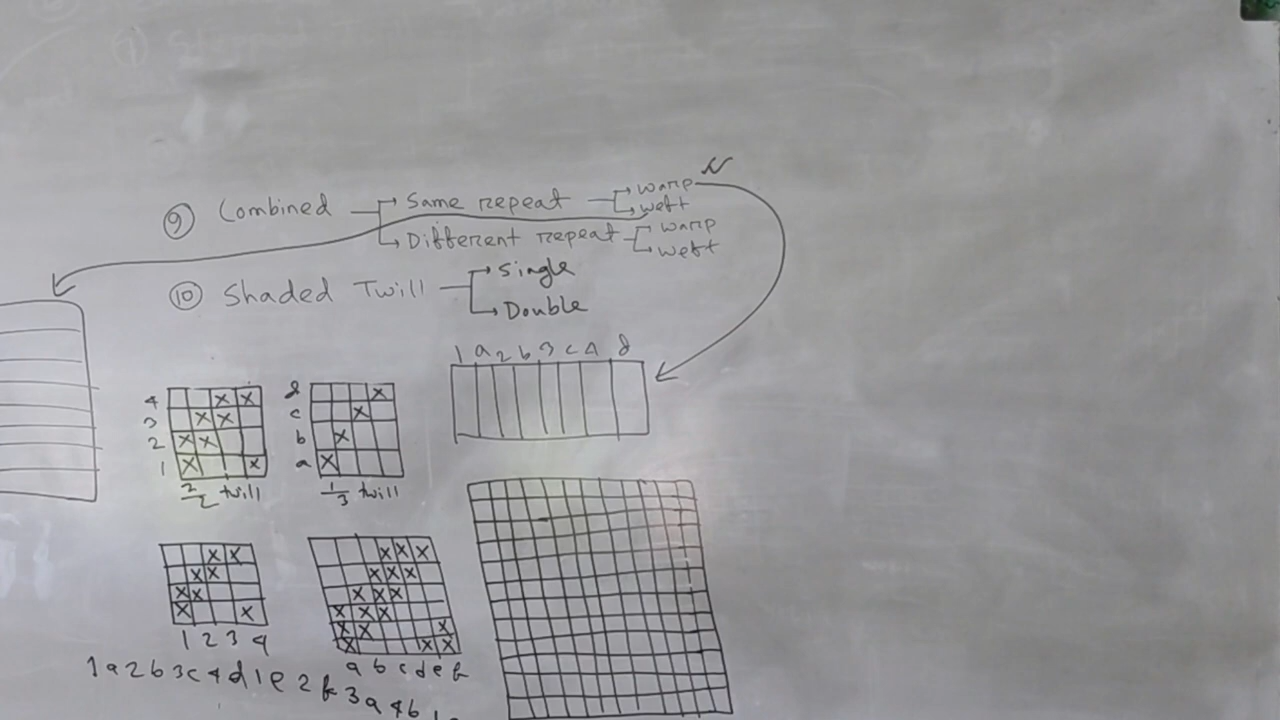 ⑨ Combined → Same repeat → warp
→ weft
→ Different repeat → warp
→ weft
⑩ Shaded Twill → Single
→ Double
1 a 2 b 3 c 4 d
4 X X
3 X X
2 X X
1 X X
2/2 twill
d X
c X
b X
a X
1/3 twill
X X
X X
X X
X X
1 2 3 4
X X X
X X X
X X X
X X X
X X X
X X X
a b c d e f
1 a 2 b 3 c 4 d 1 e 2 f 3 a 4 b